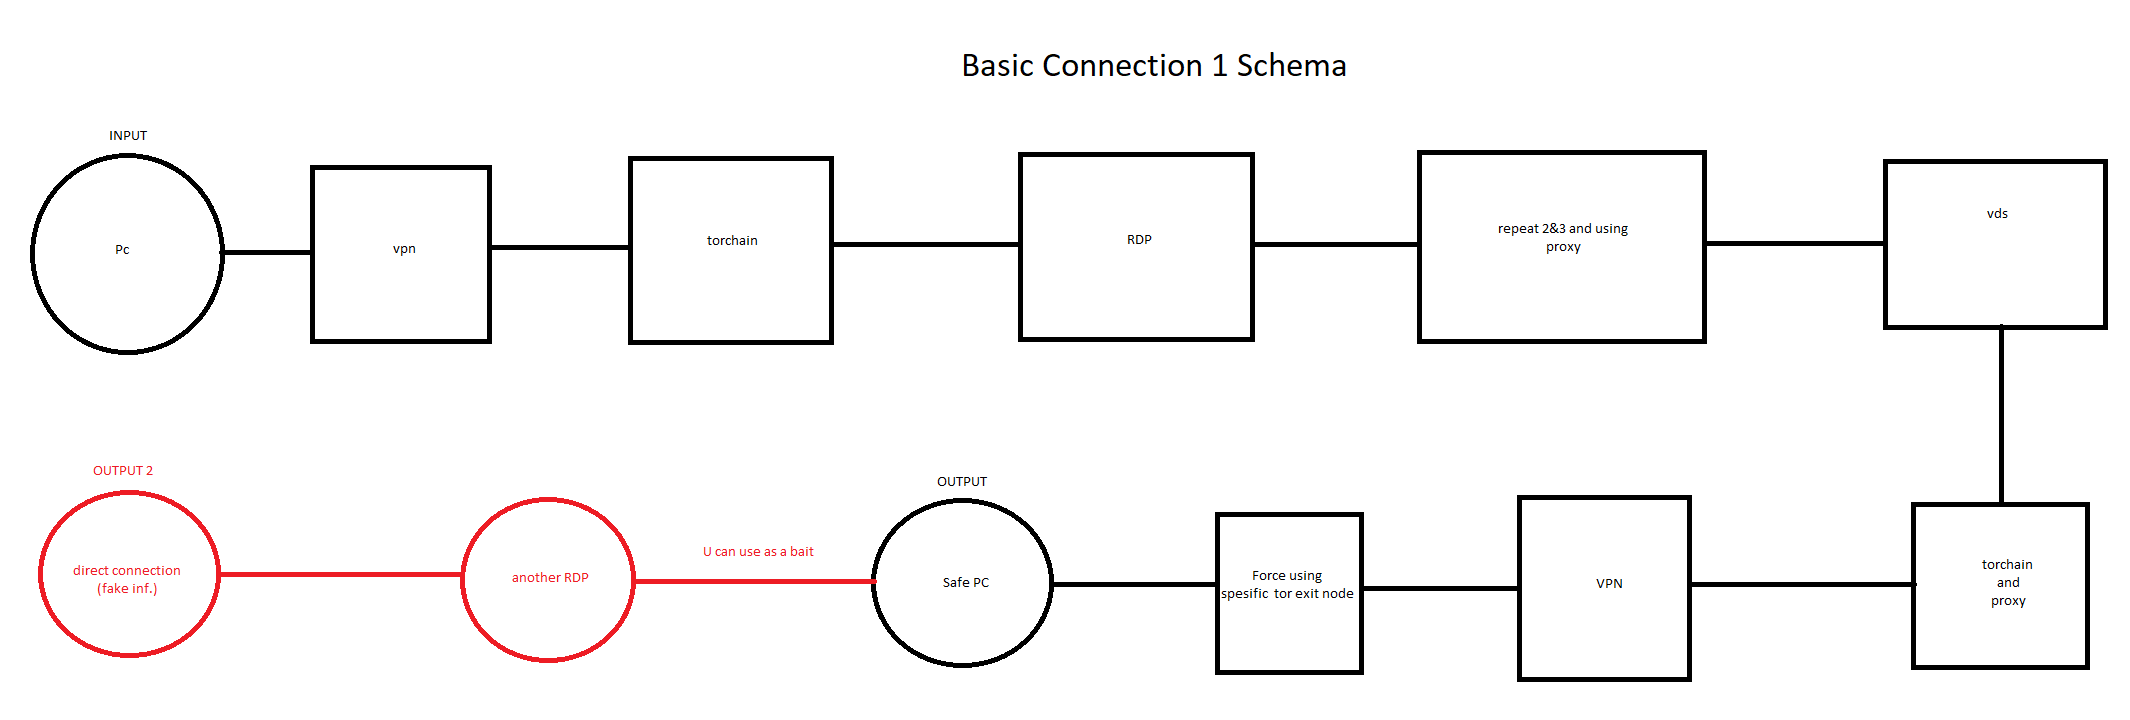 Basic Connection 1 Schema
INPUT
Pc
vpn
torchain
RDP
repeat 2&3 and using
proxy
vds
OUTPUT 2
direct connection
(fake inf.)
another RDP
U can use as a bait
OUTPUT
Safe PC
Force using
spesific tor exit node
VPN
torchain
and
proxy